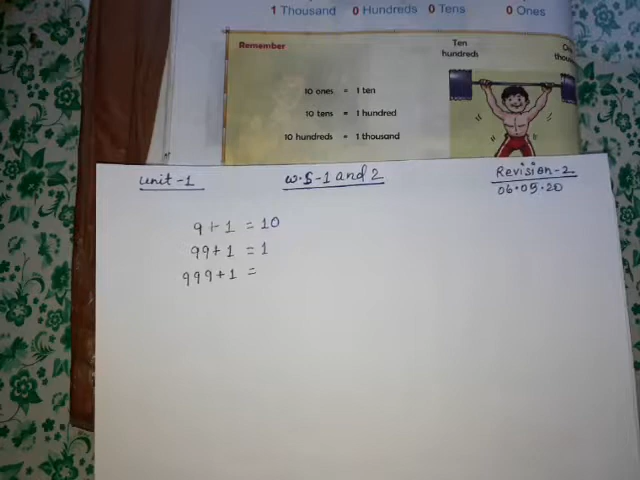 1 Thousand 0 Hundreds 0 Tens 0 Ones
Remember
Ten hundreds
10 ones = 1 ten
10 tens = 1 hundred
10 hundreds = 1 thousand
Unit-1 W.S-1 and 2 Revision-2
06.05.20
9+1 = 10
99+1 = 1
999+1 =